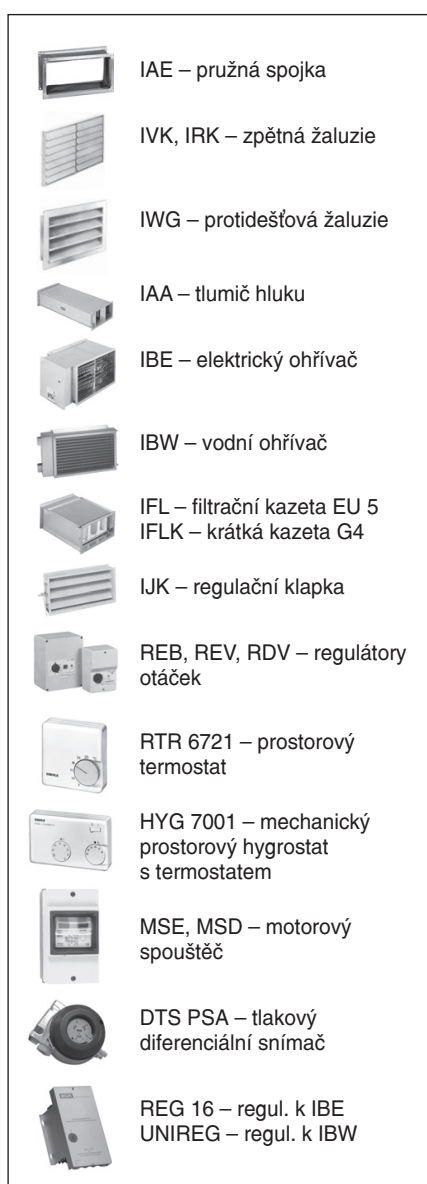 IAE – pružná spojka
IVK, IRK – zpětná žaluzie
IWG – protidešťová žaluzie
IAA – tlumič hluku
IBE – elektrický ohřívač
IBW – vodní ohřívač
IFL – filtrační kazeta EU 5
IFLK – krátká kazeta G4
IJK – regulační klapka
REB, REV, RDV – regulátory
otáček
RTR 6721 – prostorový
termostat
HYG 7001 – mechanický
prostorový hygrostat
s termostatem
MSE, MSD – motorový
spouštěč
DTS PSA – tlakový
diferenciální snímač
REG 16 – regul. k IBE
UNIREG – regul. k IBW